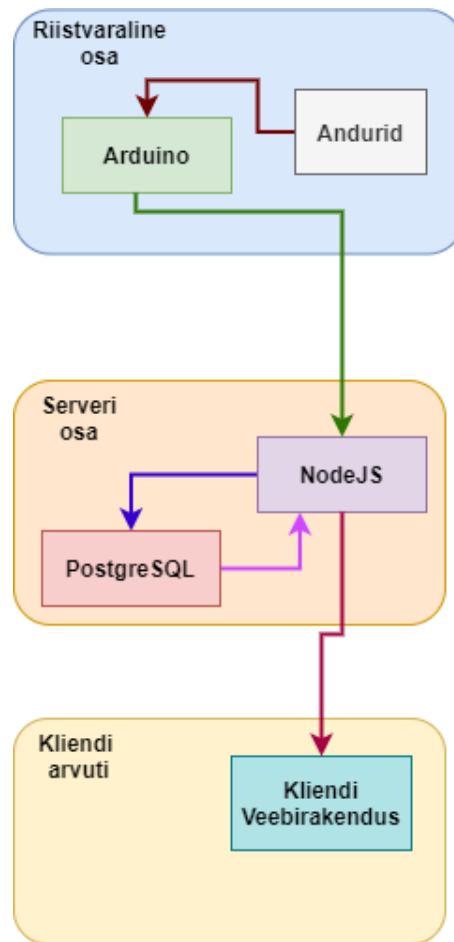 Riistvaraline
osa
Andurid
Arduino
Serveri
osa
NodeJS
PostgreSQL
Kliendi
arvuti
Kliendi
Veebirakendus